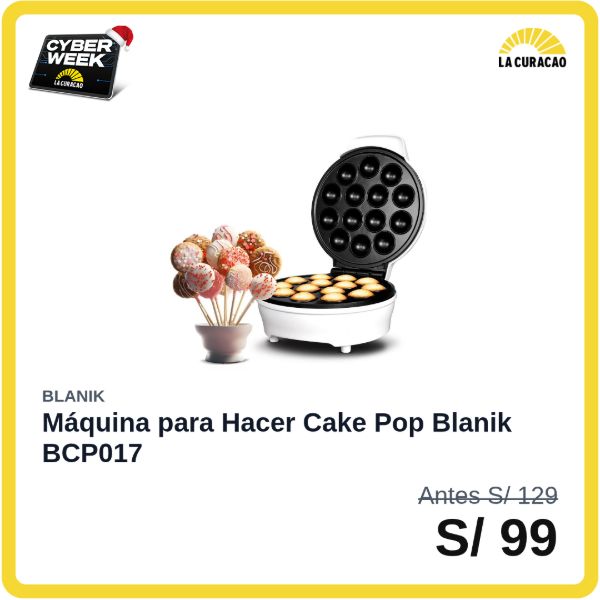 CYBER
WEEK
LA CURACAO
LA CURACAO
BLANIK
Máquina para Hacer Cake Pop Blanik
BCP017
Antes S/ 129
S/ 99